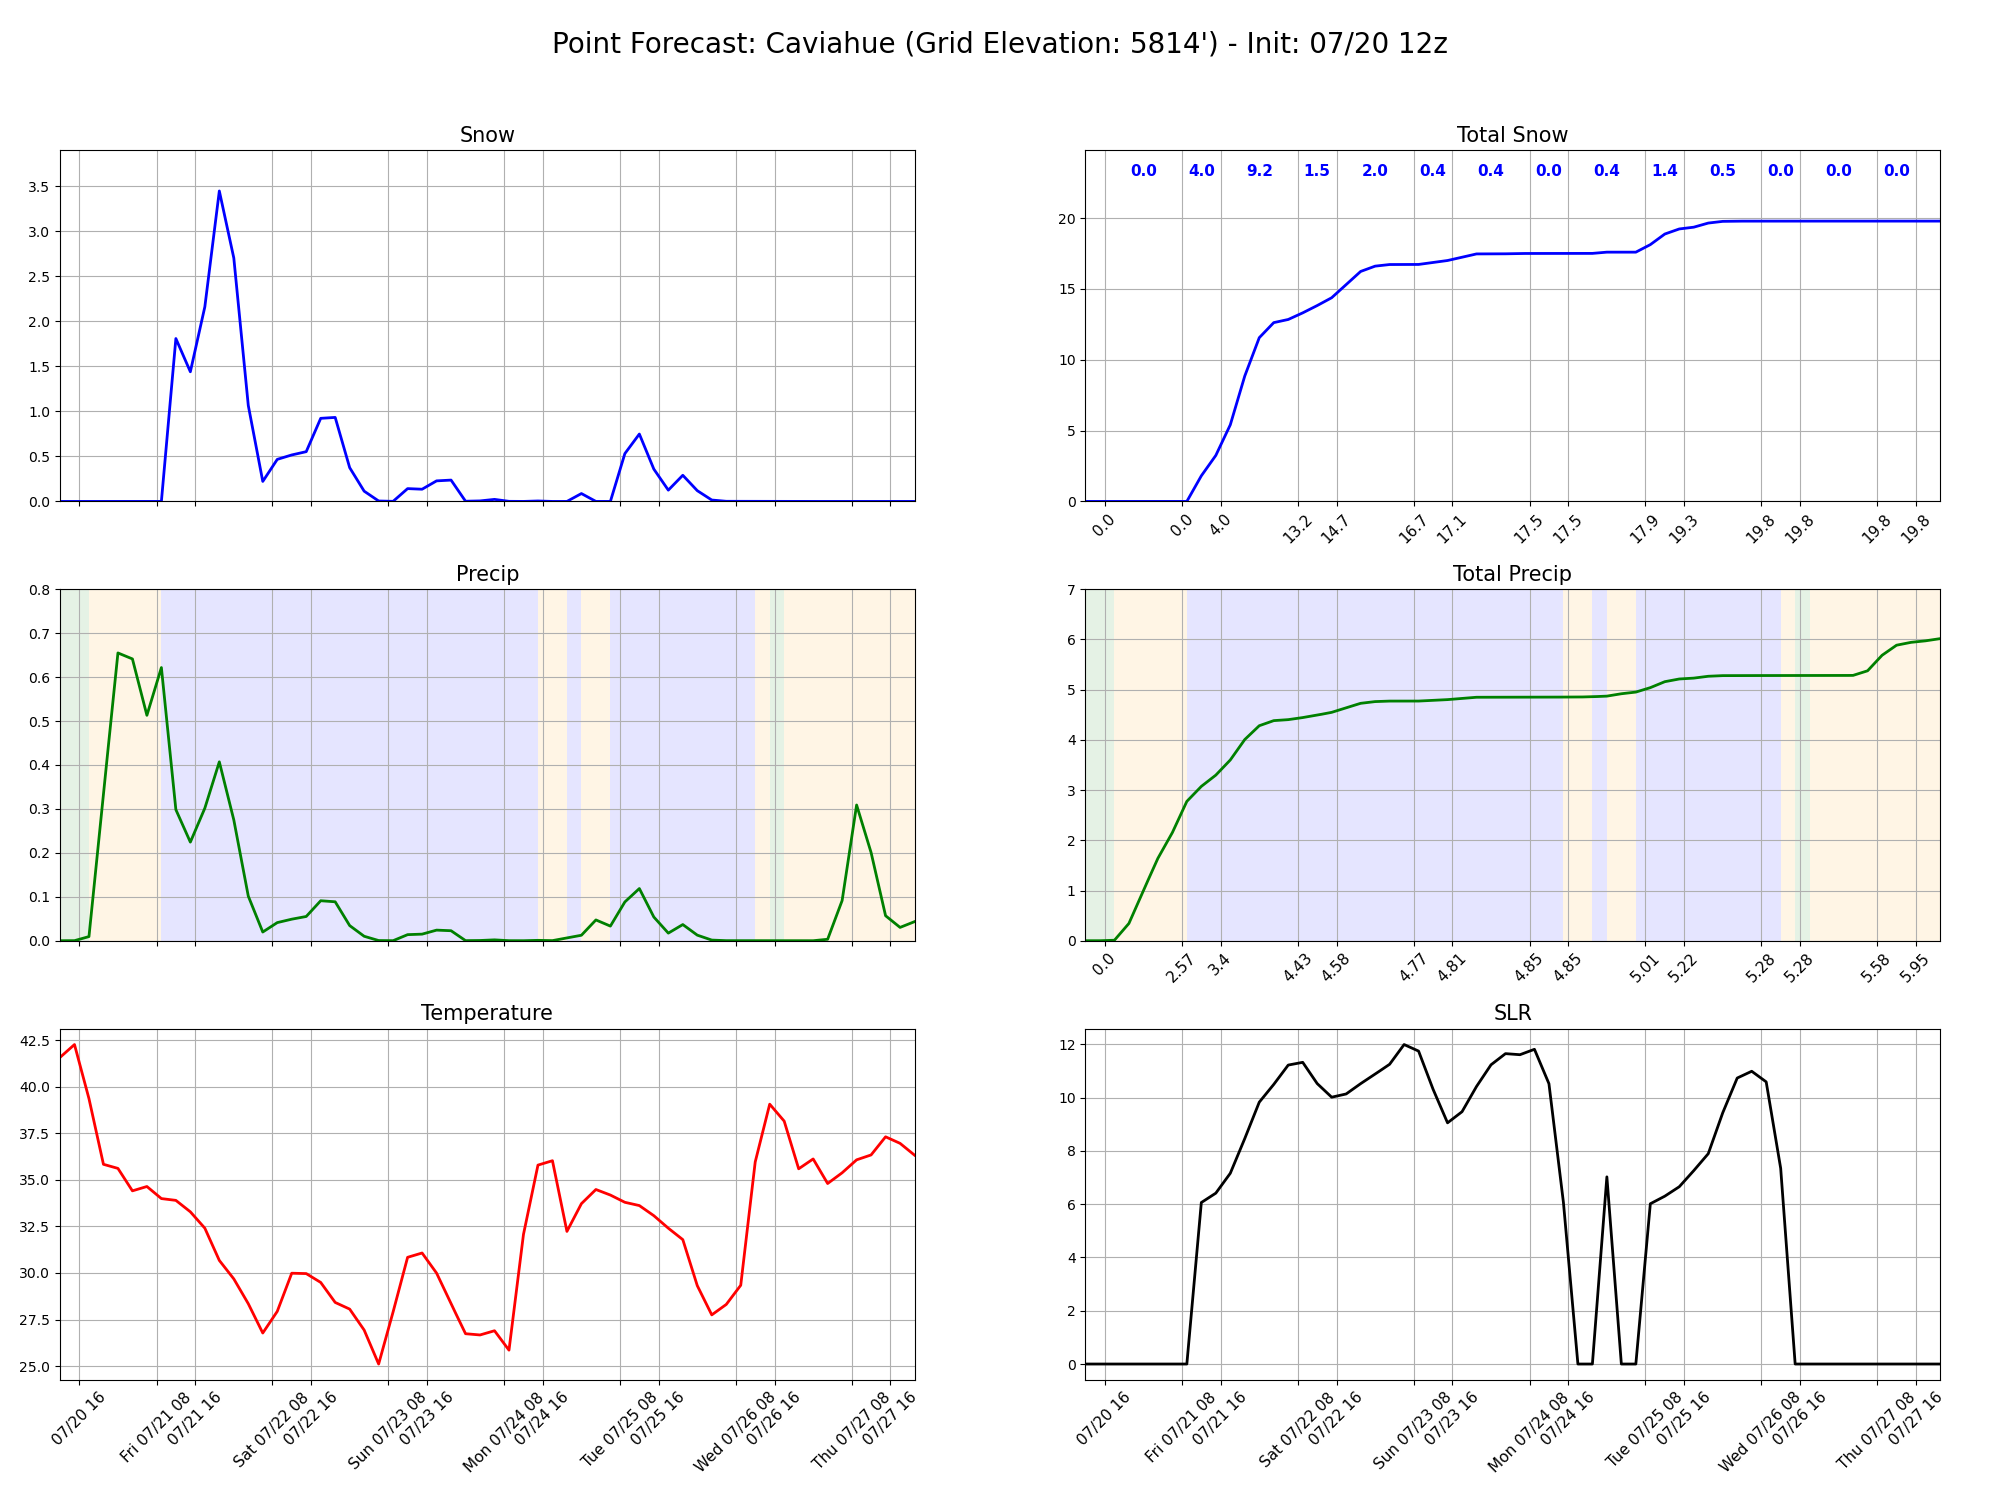 Point Forecast: Caviahue (Grid Elevation: 5814') - Init: 07/20 12z
Snow
3.5
3.0
2.5
2.0
1.5
1.0
0.5
0.0
Total Snow
0.0 4.0 9.2 1.5 2.0 0.4 0.4 0.0 0.4 1.4 0.5 0.0 0.0 0.0
20
15
10
5
0
0.0 0.0 4.0 13.2 14.7 16.7 17.1 17.5 17.5 17.9 19.3 19.8 19.8 19.8 19.8
Precip
0.8
0.7
0.6
0.5
0.4
0.3
0.2
0.1
0.0
Total Precip
7
6
5
4
3
2
1
0
0.0 2.57 3.4 4.43 4.58 4.77 4.81 4.85 4.85 5.01 5.22 5.28 5.28 5.58 5.95
Temperature
42.5
40.0
37.5
35.0
32.5
30.0
27.5
25.0
07/20 16
Fri 07/21 08
07/21 16
Sat 07/22 08
07/22 16
Sun 07/23 08
07/23 16
Mon 07/24 08
07/24 16
Tue 07/25 08
07/25 16
Wed 07/26 08
07/26 16
Thu 07/27 08
07/27 16
SLR
12
10
8
6
4
2
0
07/20 16
Fri 07/21 08
07/21 16
Sat 07/22 08
07/22 16
Sun 07/23 08
07/23 16
Mon 07/24 08
07/24 16
Tue 07/25 08
07/25 16
Wed 07/26 08
07/26 16
Thu 07/27 08
07/27 16